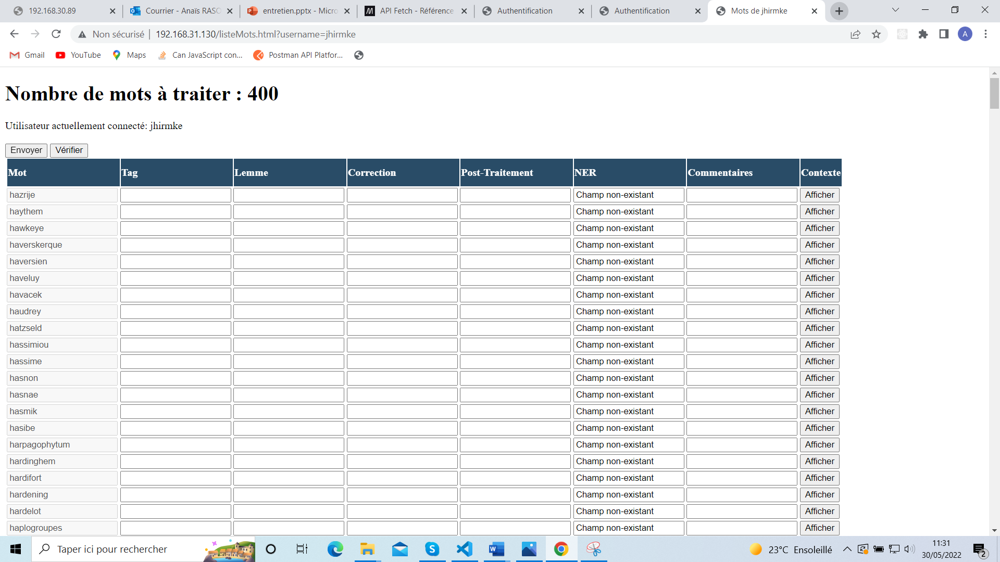 192.168.30.89
Courrier - Anaïs RASO
entretien.pptx - Micro
API Fetch - Référence
Authentification
Authentification
Mots de jhirmke
Non sécurisé
192.168.31.130/listeMots.html?username=jhirmke
A
Gmail
YouTube
Maps
Can JavaScript con...
Postman API Platfor...
Nombre de mots à traiter : 400
Utilisateur actuellement connecté: jhirmke
Envoyer Vérifier
Mot Tag Lemme Correction Post-Traitement NER Commentaires Contexte
hazrije Champ non-existant Afficher
haythem Champ non-existant Afficher
hawkeye Champ non-existant Afficher
haverskerque Champ non-existant Afficher
haversien Champ non-existant Afficher
haveluy Champ non-existant Afficher
havacek Champ non-existant Afficher
haudrey Champ non-existant Afficher
hatzseld Champ non-existant Afficher
hassimiou Champ non-existant Afficher
hassime Champ non-existant Afficher
hasnon Champ non-existant Afficher
hasnae Champ non-existant Afficher
hasmik Champ non-existant Afficher
hasibe Champ non-existant Afficher
harpagophytum Champ non-existant Afficher
hardinghem Champ non-existant Afficher
hardifort Champ non-existant Afficher
hardening Champ non-existant Afficher
hardelot Champ non-existant Afficher
haplogroupes Champ non-existant Afficher
Taper ici pour rechercher
23°C Ensoleillé
11:31
30/05/2022
2